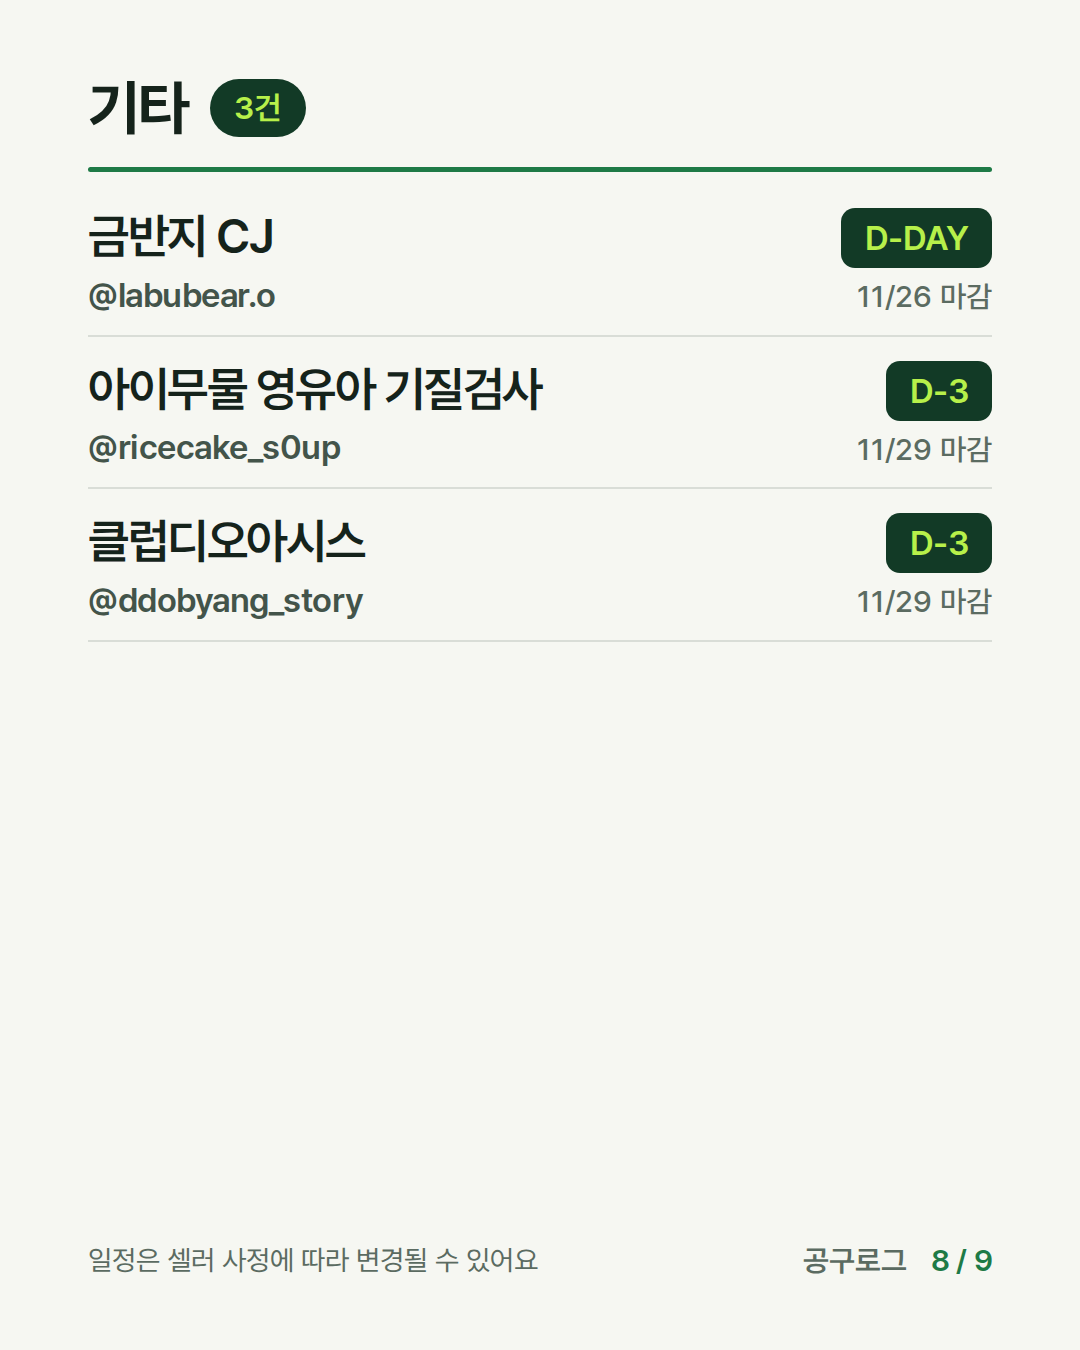 기타 3건
금반지 CJ D-DAY
@labubear.o 11/26 마감
아이무물 영유아 기질검사 D-3
@ricecake_s0up 11/29 마감
클럽디오아시스 D-3
@ddobyang_story 11/29 마감
일정은 셀러 사정에 따라 변경될 수 있어요 공구로그 8 / 9